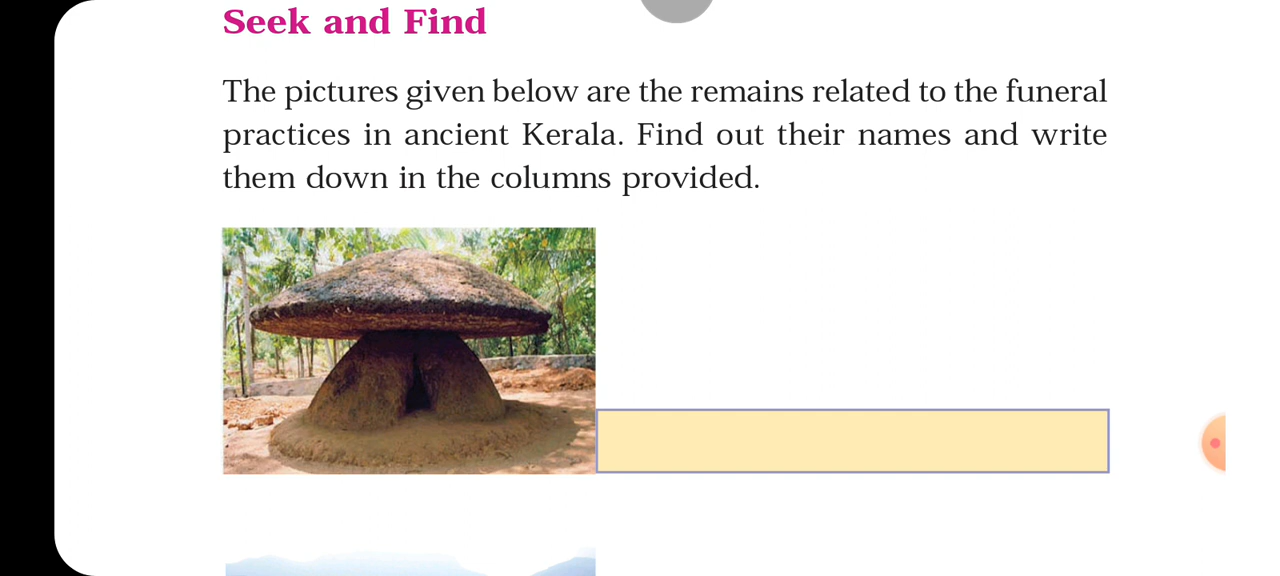 Seek and Find
The pictures given below are the remains related to the funeral
practices in ancient Kerala. Find out their names and write
them down in the columns provided.